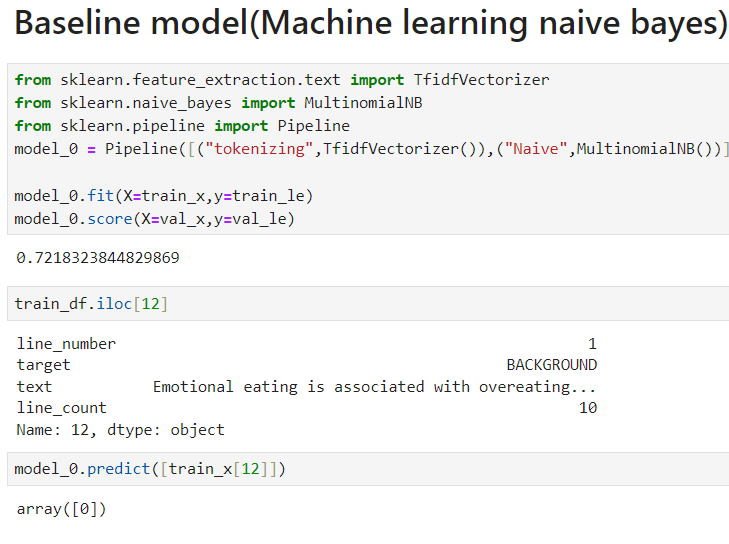 Baseline model(Machine learning naive bayes)
from sklearn.feature_extraction.text import TfidfVectorizer
from sklearn.naive_bayes import MultinomialNB
from sklearn.pipeline import Pipeline
model_0 = Pipeline([("tokenizing",TfidfVectorizer()),("Naive",MultinomialNB())]
model_0.fit(X=train_x,y=train_le)
model_0.score(X=val_x,y=val_le)
0.7218323844829869
train_df.iloc[12]
line_number 1
target BACKGROUND
text Emotional eating is associated with overeating...
line_count 10
Name: 12, dtype: object
model_0.predict([train_x[12]])
array([0])